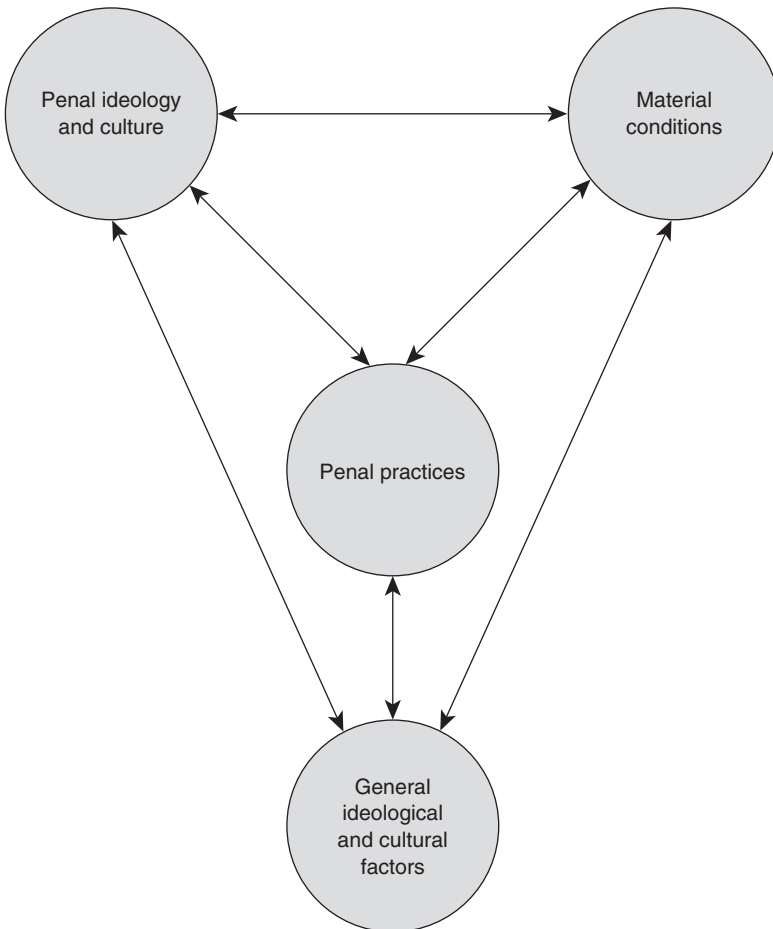 Penal ideology
and culture
Material
conditions
Penal practices
General
ideological
and cultural
factors